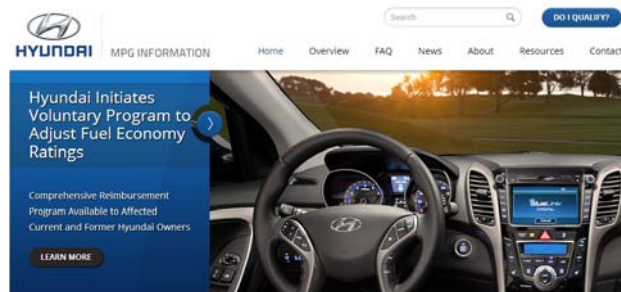 Search
DO I QUALIFY?
HYUNDAI
MPG INFORMATION
Home Overview FAQ News About Resources Contact
Hyundai Initiates
Voluntary Program to
Adjust Fuel Economy
Ratings
Comprehensive Reimbursement
Program Available to Affected
Current and Former Hyundai Owners
LEARN MORE